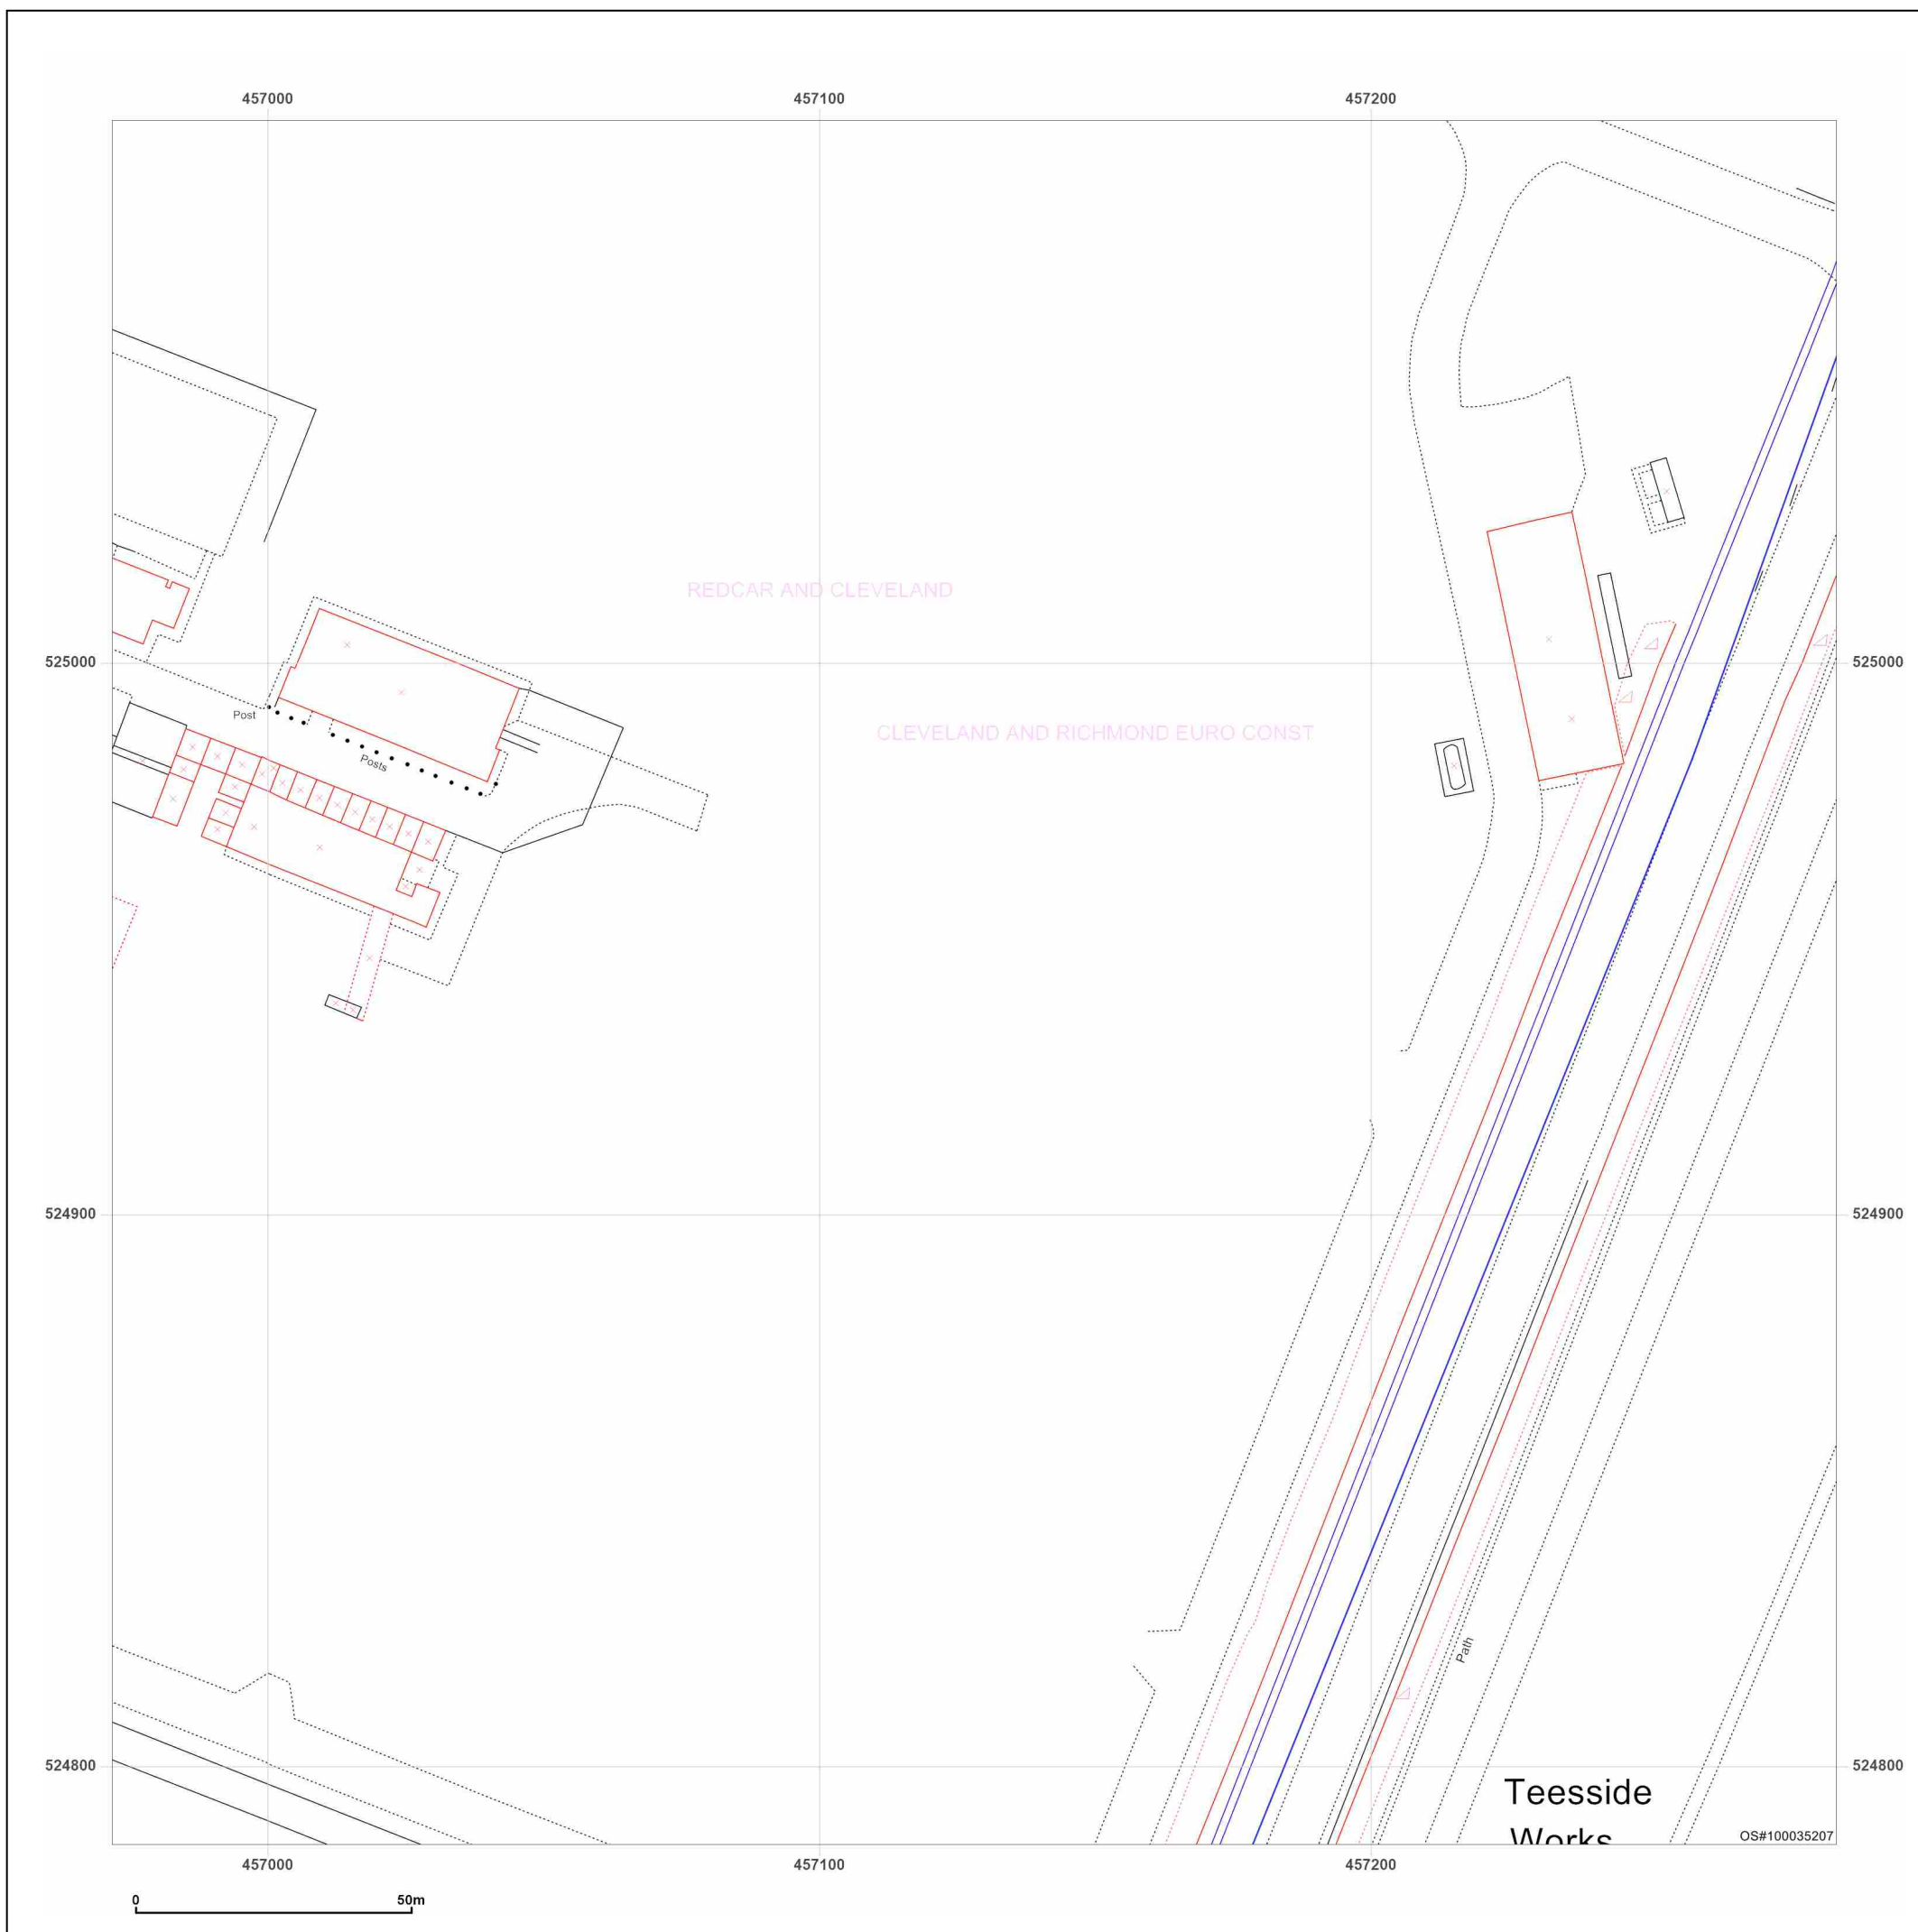 457000 457100 457200
REDCAR AND CLEVELAND
525000 525000
Post
CLEVELAND AND RICHMOND EURO CONST
Posts
524900 524900
Path
524800 524800
Teesside
Works
OS#100035207
457000 457100 457200
0 50m